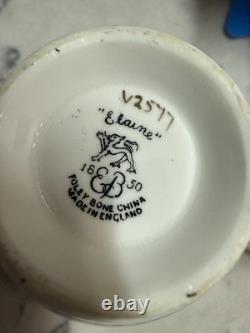 V2577
"Elaine"
18 EB 50
FOLEY BONE CHINA
MADE IN ENGLAND